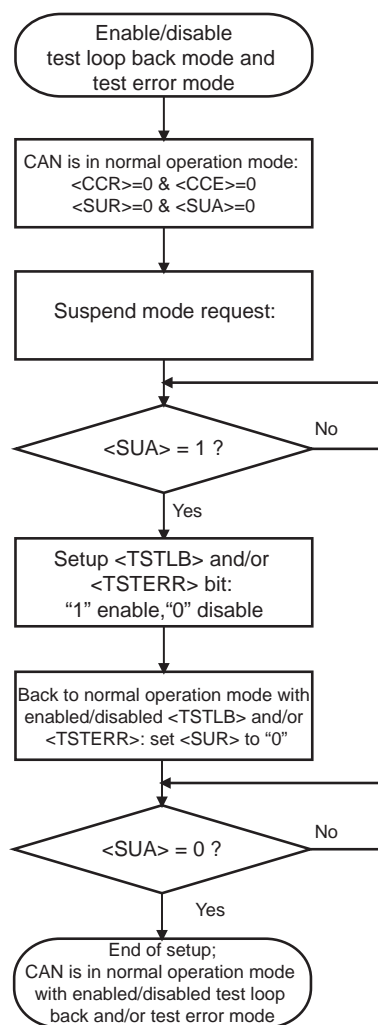 Enable/disable
test loop back mode and
test error mode
CAN is in normal operation mode:
<CCR>=0 & <CCE>=0
<SUR>=0 & <SUA>=0
Suspend mode request:
<SUA> = 1 ?
No
Yes
Setup <TSTLB> and/or
<TSTERR> bit:
“1” enable,“0” disable
Back to normal operation mode with
enabled/disabled <TSTLB> and/or
<TSTERR>: set <SUR> to “0”
<SUA> = 0 ?
No
Yes
End of setup;
CAN is in normal operation mode
with enabled/disabled test loop
back and/or test error mode